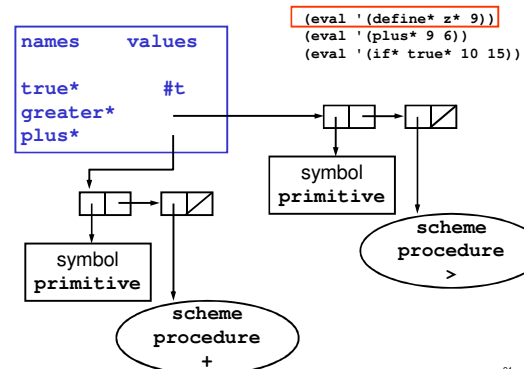 (eval '(define* z* 9))
(eval '(plus* 9 6))
(eval '(if* true* 10 15))
names values
true* #t
greater*
plus*
symbol
primitive
scheme
procedure
>
symbol
primitive
scheme
procedure
+